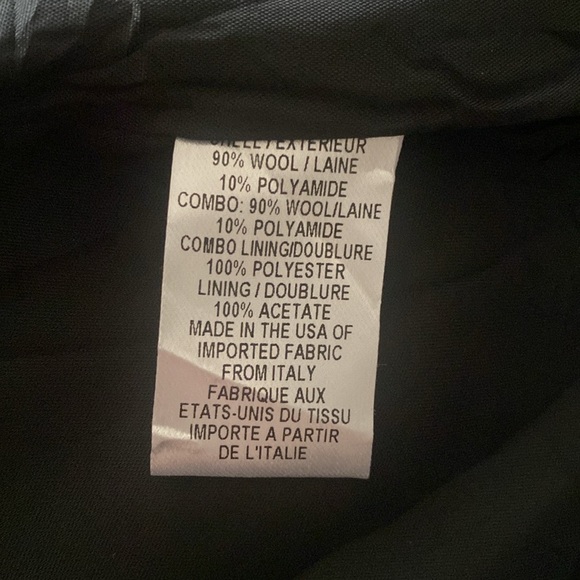 SHELL / EXTERIEUR
90% WOOL / LAINE
10% POLYAMIDE
COMBO: 90% WOOL/LAINE
10% POLYAMIDE
COMBO LINING/DOUBLURE
100% POLYESTER
LINING / DOUBLURE
100% ACETATE
MADE IN THE USA OF
IMPORTED FABRIC
FROM ITALY
FABRIQUE AUX
ETATS-UNIS DU TISSU
IMPORTE A PARTIR
DE L'ITALIE